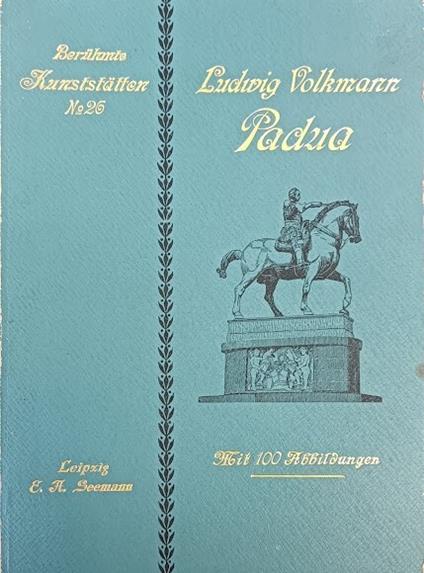 Berühmte
Kunststätten
No 26
Ludwig Volkmann
Padua
Mit 100 Abbildungen
Leipzig
E. A. Seemann